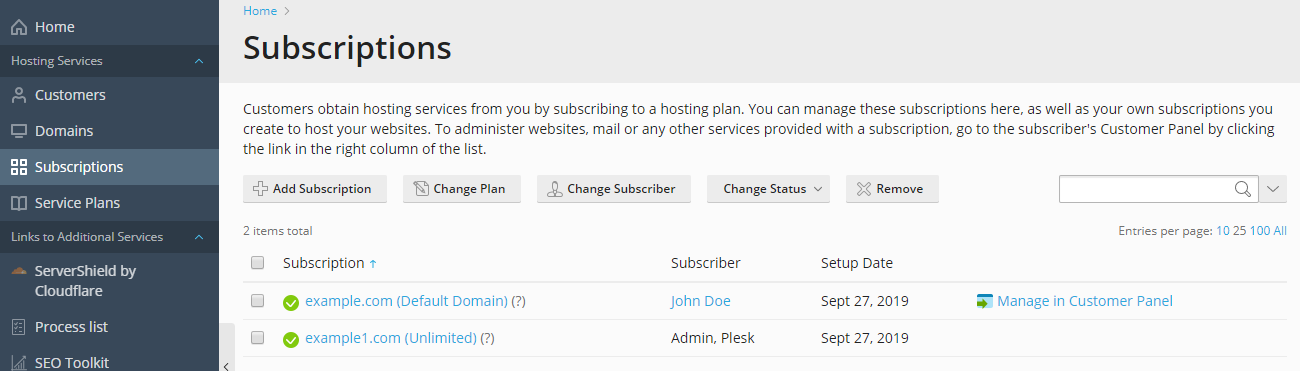 Home
Hosting Services
Customers
Domains
Subscriptions
Service Plans
Links to Additional Services
ServerShield by
Cloudflare
Process list
SEO Toolkit
Home
Subscriptions
Customers obtain hosting services from you by subscribing to a hosting plan. You can manage these subscriptions here, as well as your own subscriptions you
create to host your websites. To administer websites, mail or any other services provided with a subscription, go to the subscriber's Customer Panel by clicking
the link in the right column of the list.
Add Subscription Change Plan Change Subscriber Change Status Remove
2 items total Entries per page: 10 25 100 All
Subscription ↑ Subscriber Setup Date
example.com (Default Domain) (?) John Doe Sept 27, 2019 Manage in Customer Panel
example1.com (Unlimited) (?) Admin, Plesk Sept 27, 2019